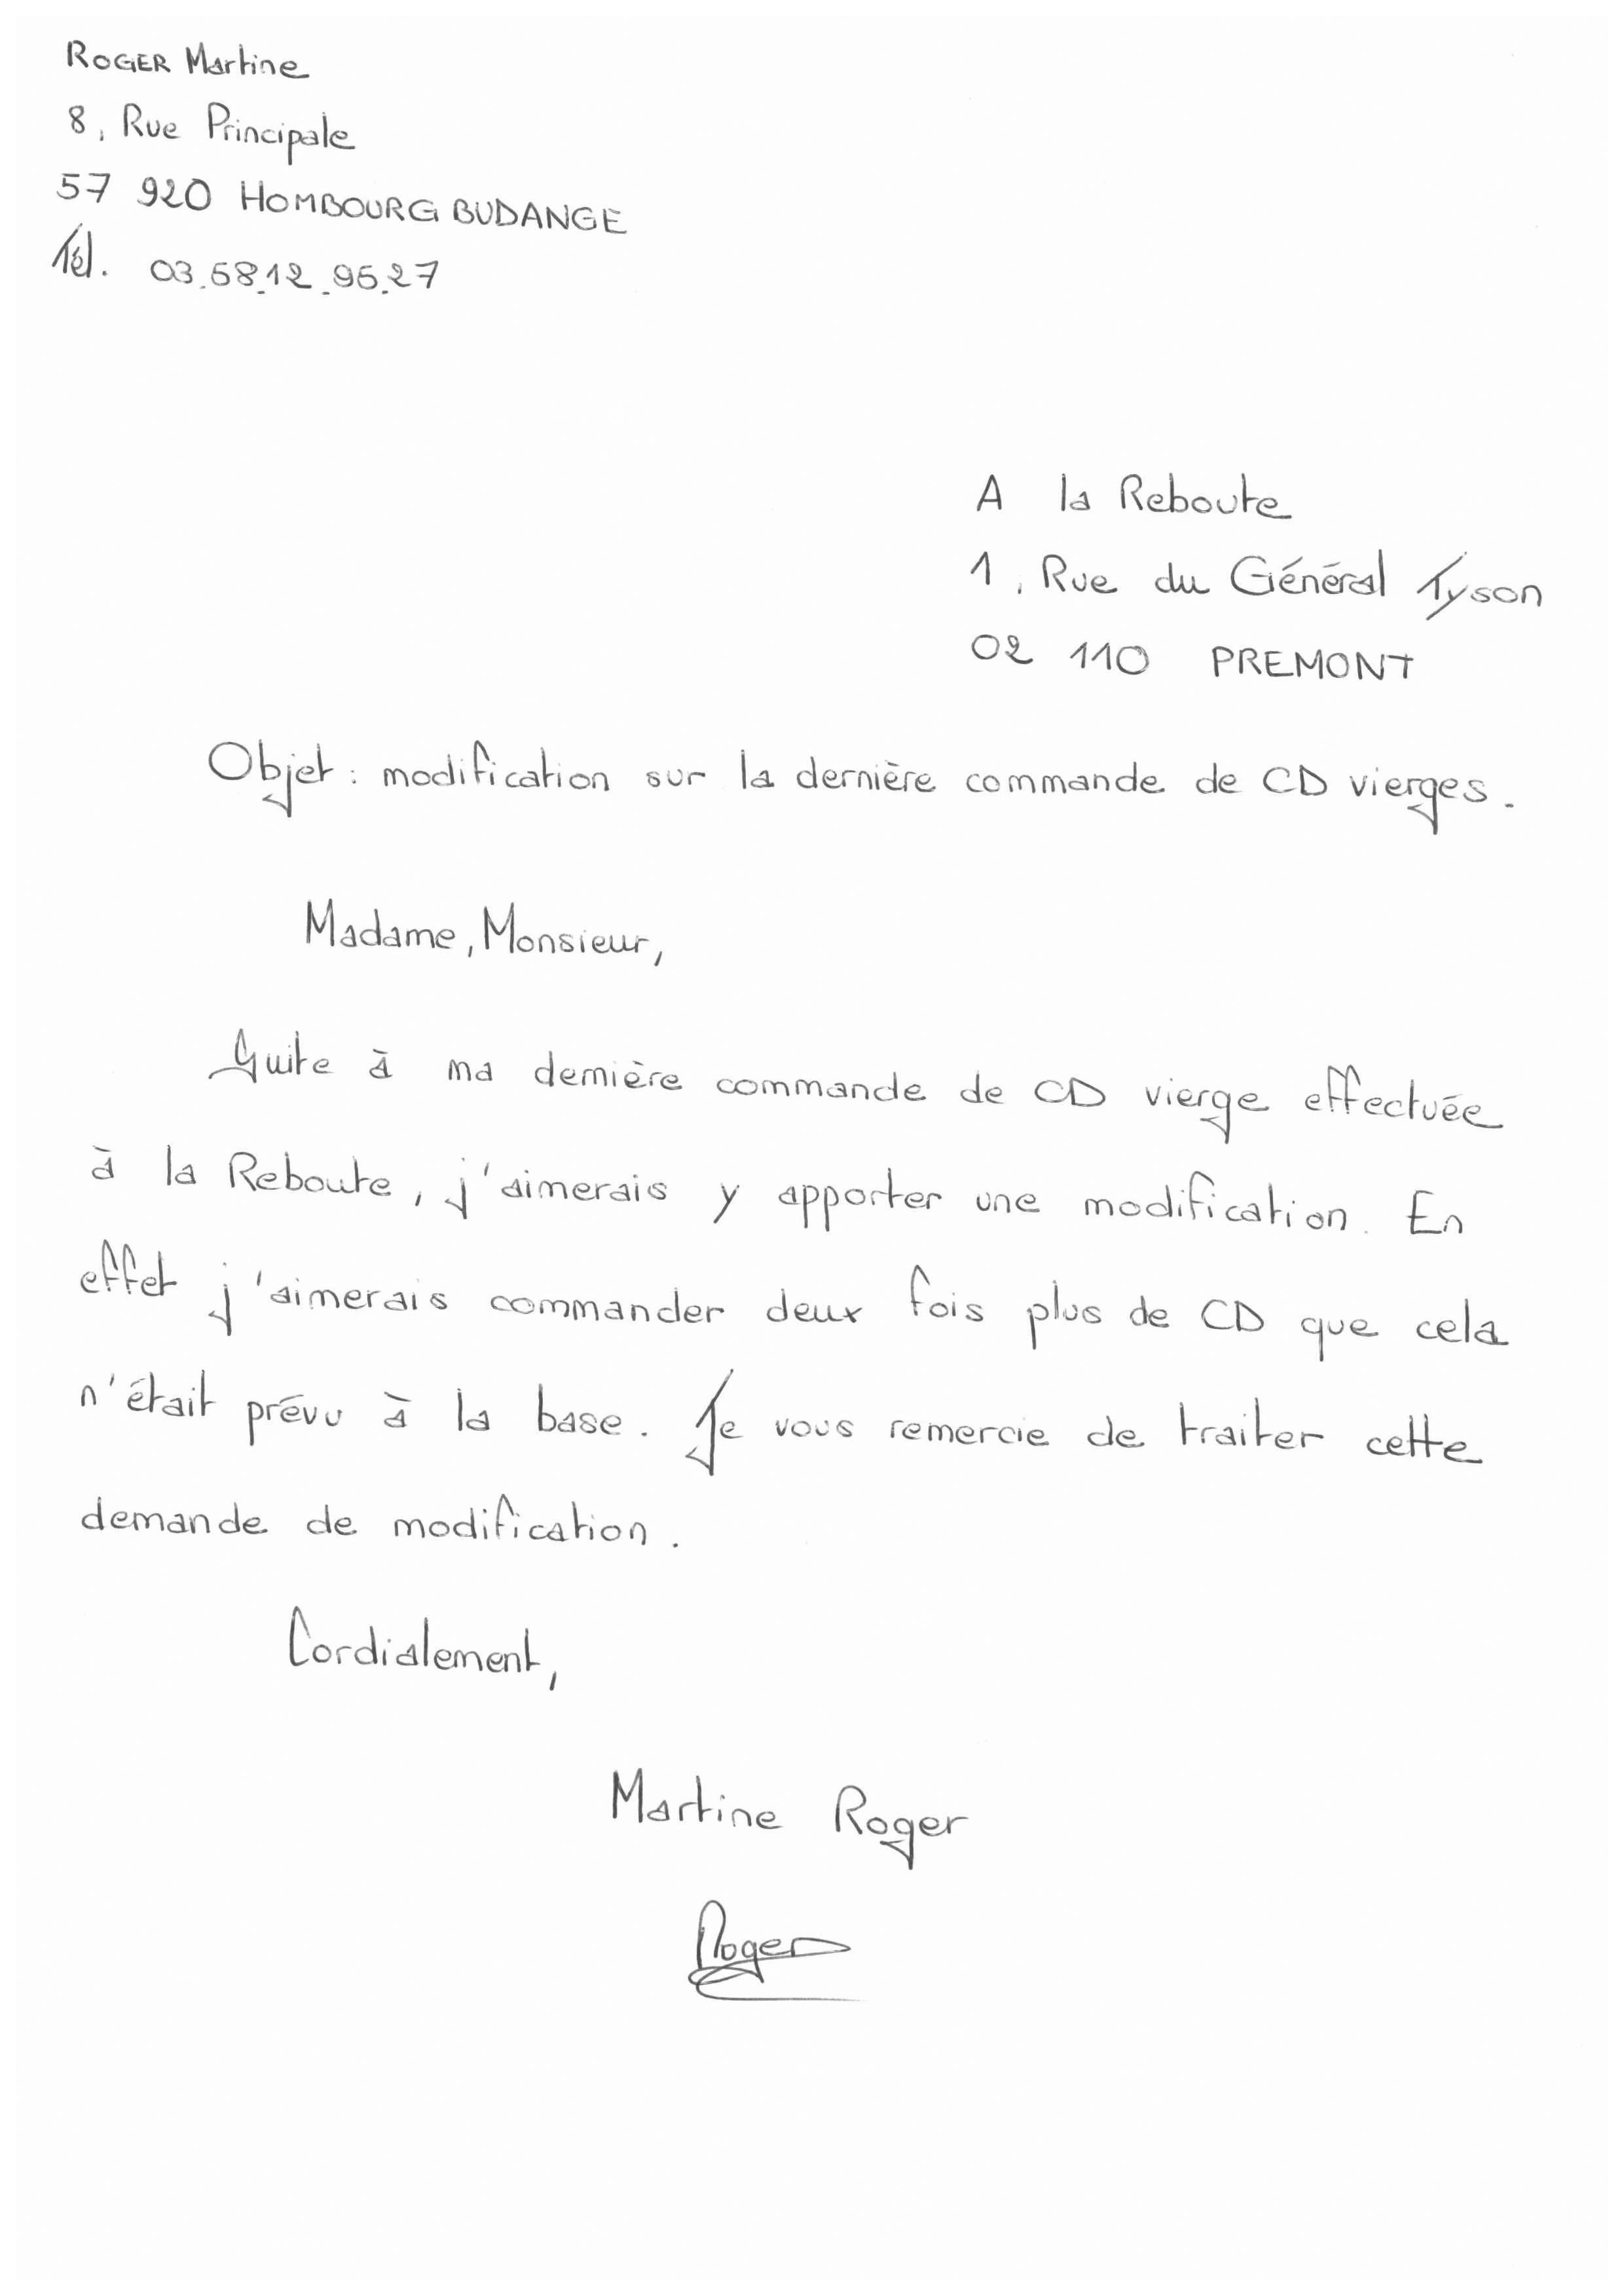 ROGER Martine
8, Rue Principale
57 920 HOMBOURG BUDANGE
Tél. 03.68.12.95.27
A la Reboute
1, Rue du Général Tyson
02 110 PREMONT
Objet : modification sur la dernière commande de CD vierges.
Madame, Monsieur,
Suite à ma dernière commande de CD vierge effectuée
à la Reboute, j'aimerais y apporter une modification. En
effet j'aimerais commander deux fois plus de CD que cela
n'était prévu à la base. Je vous remercie de traiter cette
demande de modification.
Cordialement,
Martine Roger
Roger